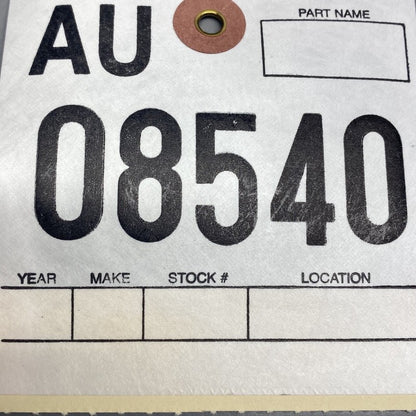 AU
PART NAME
08540
YEAR MAKE STOCK # LOCATION